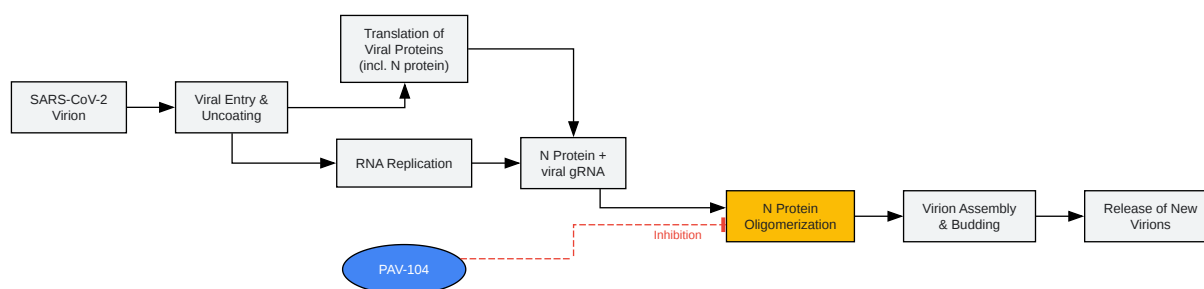 SARS-CoV-2
Virion
Viral Entry &
Uncoating
Translation of
Viral Proteins
(incl. N protein)
RNA Replication
N Protein +
viral gRNA
N Protein
Oligomerization
Virion Assembly
& Budding
Release of New
Virions
Inhibition
PAV-104